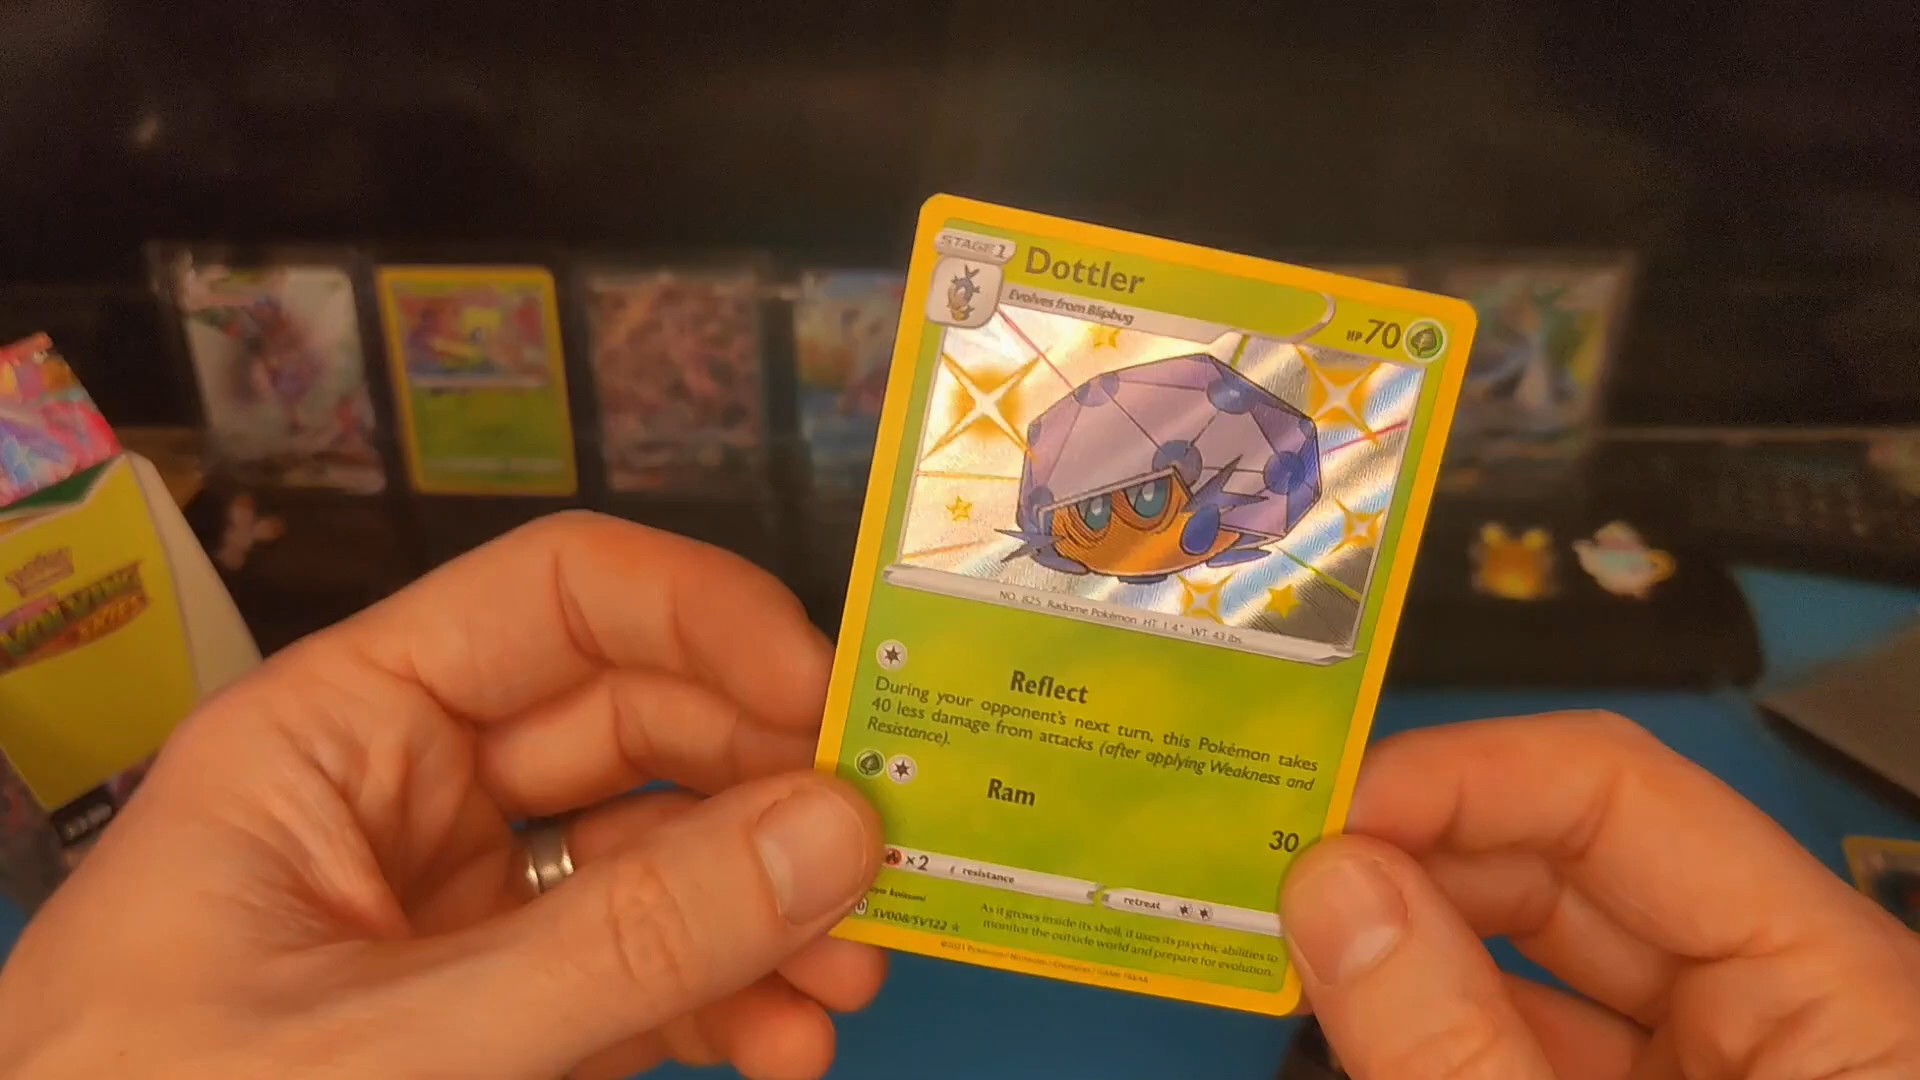 STAGE 1
Dottler
Evolves from Blipbug
HP 70
NO. 825 Radome Pokémon HT. 1'4" WT. 43 lbs.
Reflect
During your opponent's next turn, this Pokémon takes
40 less damage from attacks (after applying Weakness and
Resistance).
Ram
30
×2
resistance
retreat
SV008/SV122
As it grows inside its shell, it uses its psychic abilities to
monitor the outside world and prepare for evolution.